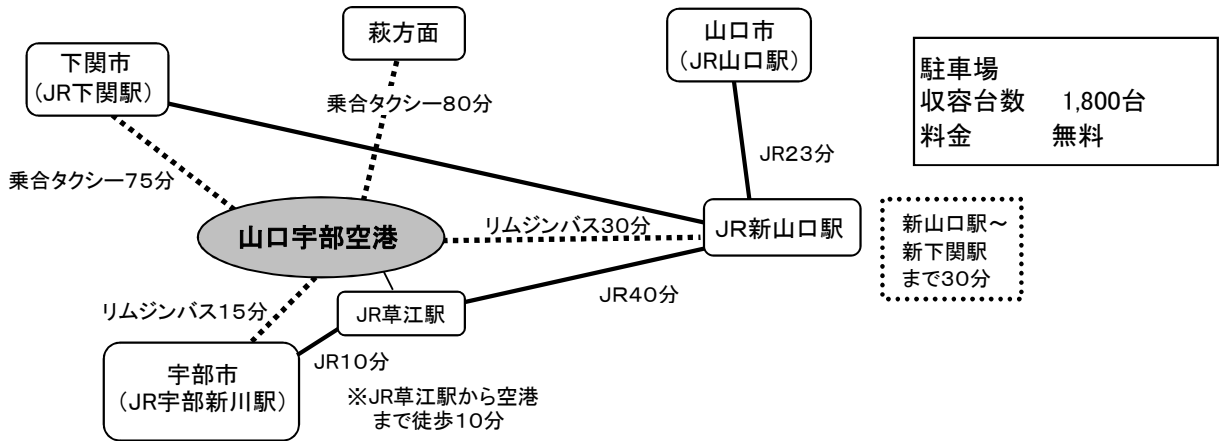 萩方面
山口市
（JR山口駅）
下関市
（JR下関駅）
駐車場
収容台数　1,800台
料金　無料
乗合タクシー80分
JR23分
乗合タクシー75分
山口宇部空港
リムジンバス30分
JR新山口駅
新山口駅～
新下関駅
まで30分
JR40分
リムジンバス15分
JR草江駅
JR10分
宇部市
（JR宇部新川駅）
※JR草江駅から空港
まで徒歩10分